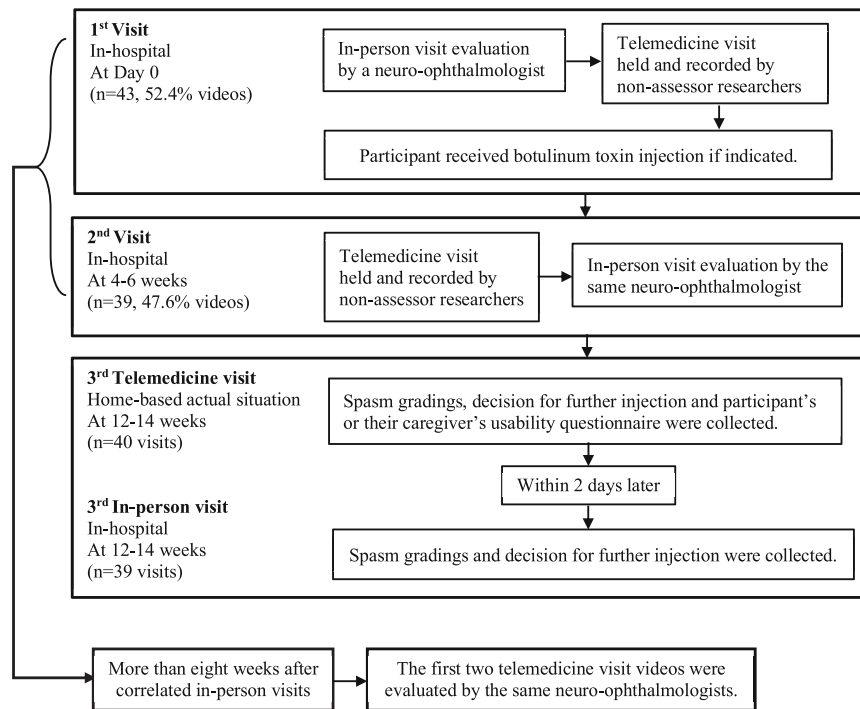 1st Visit
In-hospital
At Day 0
(n=43, 52.4% videos)
In-person visit evaluation
by a neuro-ophthalmologist
Telemedicine visit
held and recorded by
non-assessor researchers
Participant received botulinum toxin injection if indicated.
2nd Visit
In-hospital
At 4-6 weeks
(n=39, 47.6% videos)
Telemedicine visit
held and recorded by
non-assessor researchers
In-person visit evaluation by the
same neuro-ophthalmologist
3rd Telemedicine visit
Home-based actual situation
At 12-14 weeks
(n=40 visits)
Spasm gradings, decision for further injection and participant's
or their caregiver's usability questionnaire were collected.
Within 2 days later
3rd In-person visit
In-hospital
At 12-14 weeks
(n=39 visits)
Spasm gradings and decision for further injection were collected.
More than eight weeks after
correlated in-person visits
The first two telemedicine visit videos were
evaluated by the same neuro-ophthalmologists.